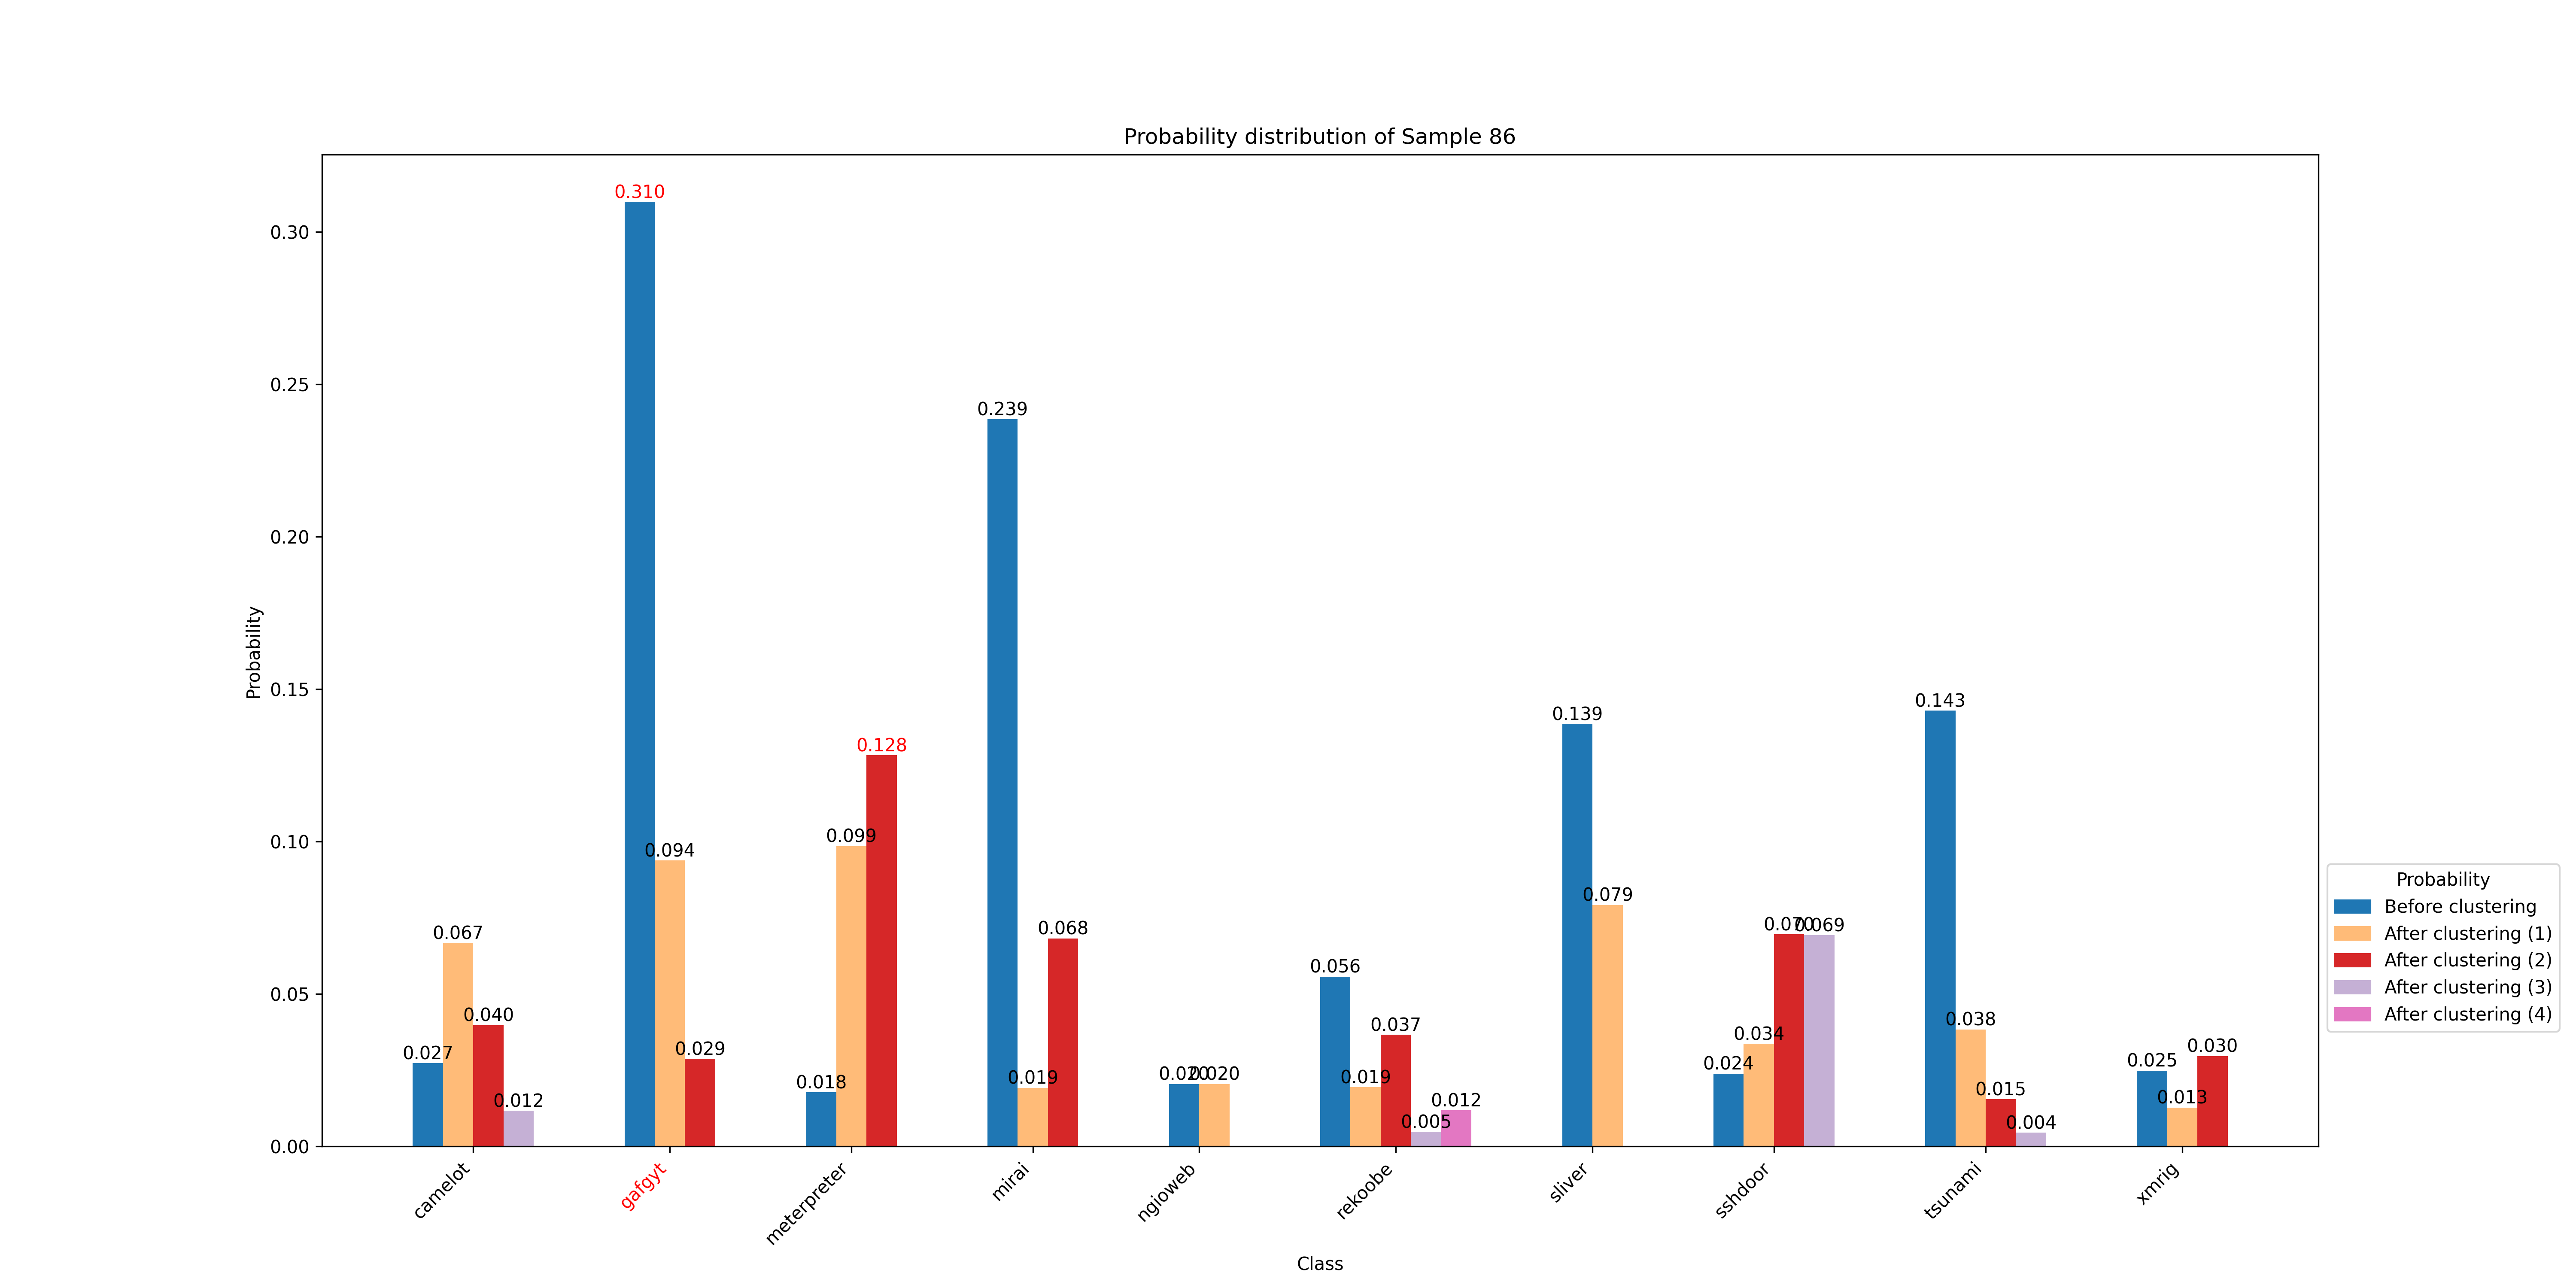 Probability distribution of Sample 86
Probability
0.30
0.25
0.20
0.15
0.10
0.05
0.00
0.027
0.067
0.040
0.012
0.310
0.094
0.029
0.018
0.099
0.128
0.239
0.019
0.068
0.020
0.020
0.056
0.019
0.037
0.005
0.012
0.139
0.079
0.024
0.034
0.070
0.069
0.143
0.038
0.015
0.004
0.025
0.013
0.030
camelot
gafgyt
meterpreter
mirai
ngioweb
rekoobe
sliver
sshdoor
tsunami
xmrig
Class
Probability
Before clustering
After clustering (1)
After clustering (2)
After clustering (3)
After clustering (4)